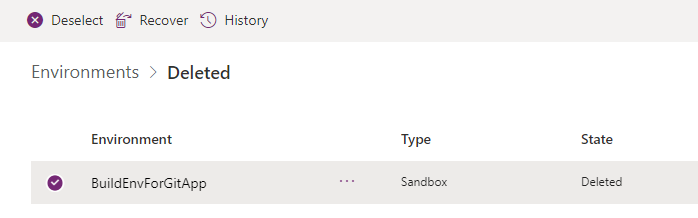 Deselect Recover History
Environments > Deleted
Environment Type State
BuildEnvForGitApp ... Sandbox Deleted